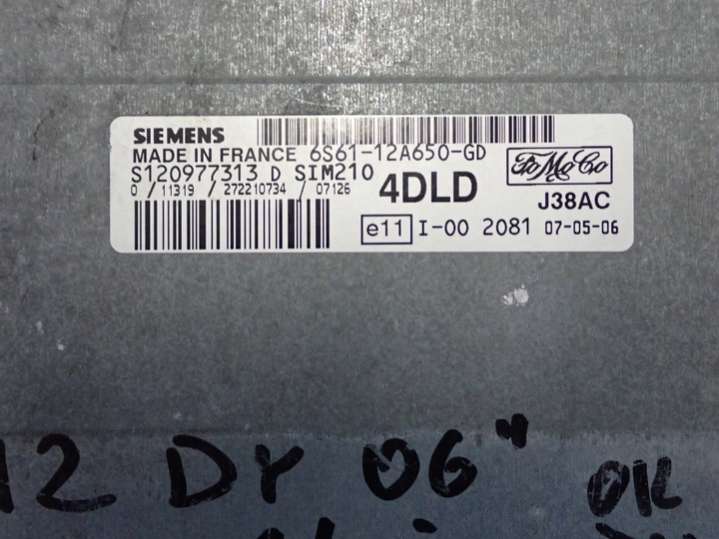 SIEMENS
MADE IN FRANCE 6S61-12A650-GD
S120977313 D SIM210
0 / 11319 / 272210734 / 07126
4DLD
FoMoCo
J38AC
e11 I-00 2081 07-05-06
12 DY 06"
OK